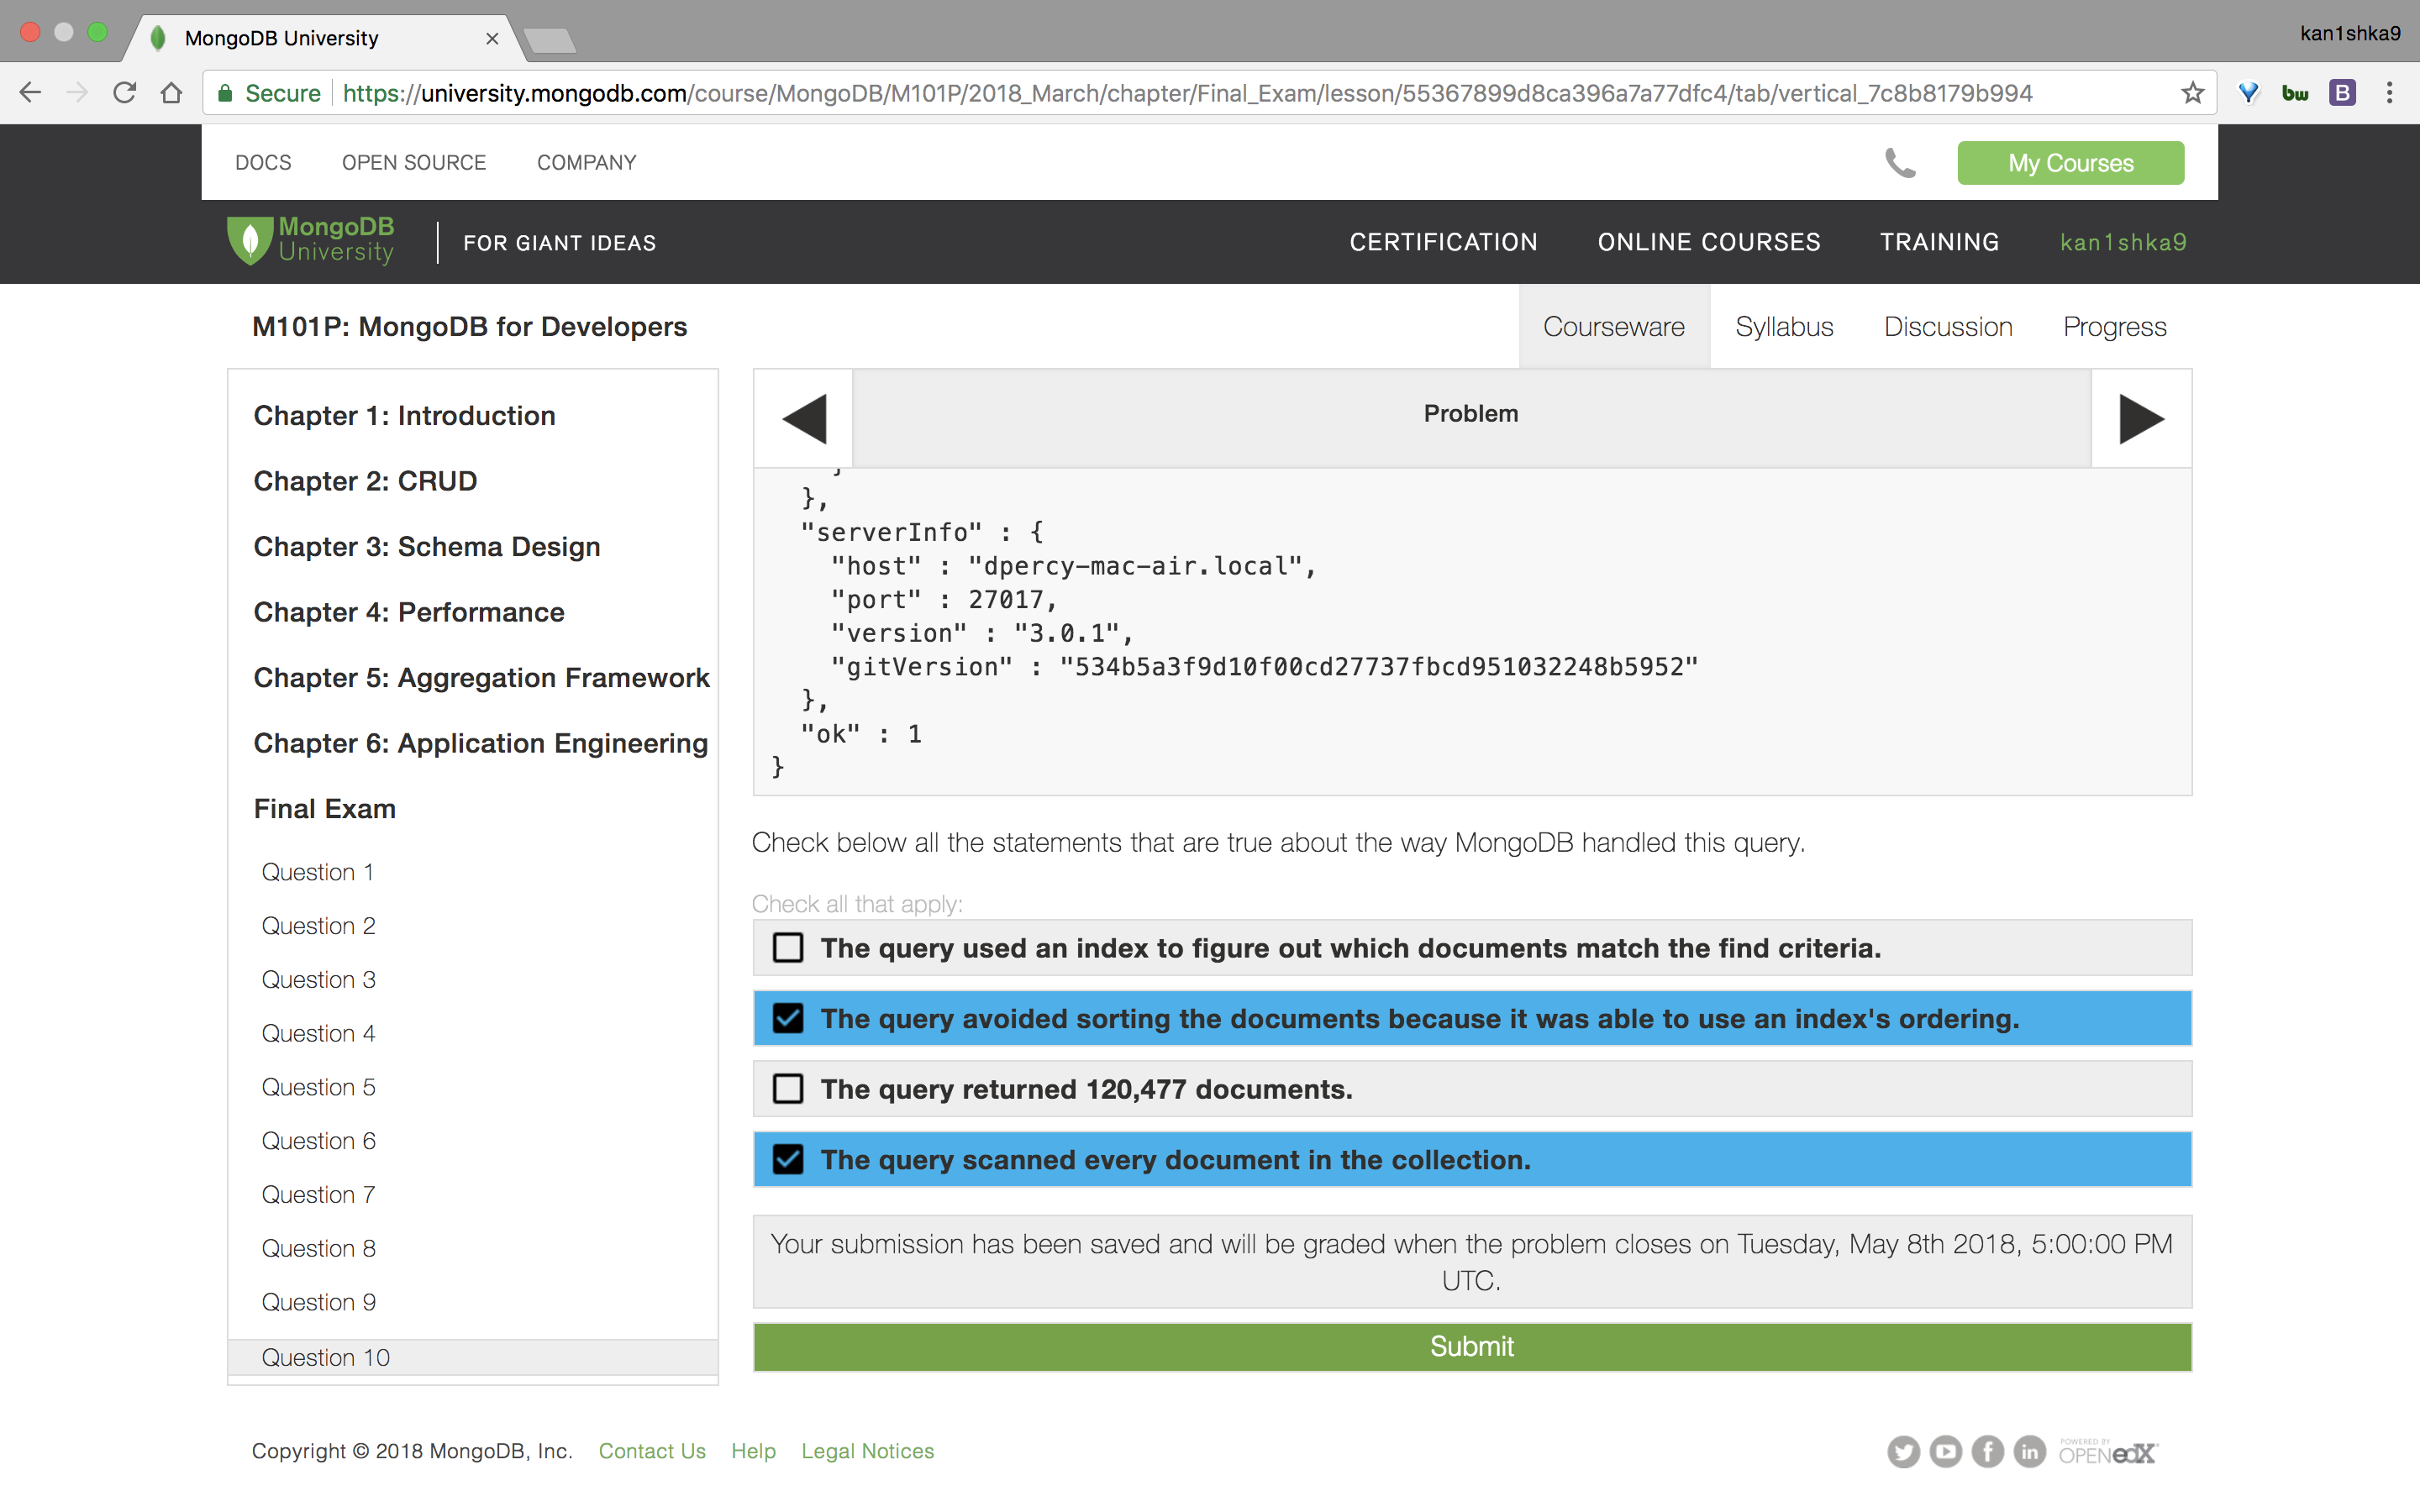 MongoDB University
kan1shka9
Secure
https://university.mongodb.com/course/MongoDB/M101P/2018_March/chapter/Final_Exam/lesson/55367899d8ca396a7a77dfc4/tab/vertical_7c8b8179b994
bw
B
DOCS
OPEN SOURCE
COMPANY
My Courses
MongoDB
University
FOR GIANT IDEAS
CERTIFICATION
ONLINE COURSES
TRAINING
kan1shka9
M101P: MongoDB for Developers
Courseware
Syllabus
Discussion
Progress
Chapter 1: Introduction
Chapter 2: CRUD
Chapter 3: Schema Design
Chapter 4: Performance
Chapter 5: Aggregation Framework
Chapter 6: Application Engineering
Final Exam
Question 1
Question 2
Question 3
Question 4
Question 5
Question 6
Question 7
Question 8
Question 9
Question 10
Problem
},
"serverInfo" : {
"host" : "dpercy-mac-air.local",
"port" : 27017,
"version" : "3.0.1",
"gitVersion" : "534b5a3f9d10f00cd27737fbcd951032248b5952"
},
"ok" : 1
}
Check below all the statements that are true about the way MongoDB handled this query.
Check all that apply:
The query used an index to figure out which documents match the find criteria.
The query avoided sorting the documents because it was able to use an index's ordering.
The query returned 120,477 documents.
The query scanned every document in the collection.
Your submission has been saved and will be graded when the problem closes on Tuesday, May 8th 2018, 5:00:00 PM
UTC.
Submit
Copyright © 2018 MongoDB, Inc.
Contact Us
Help
Legal Notices
POWERED BY
OPEN edX